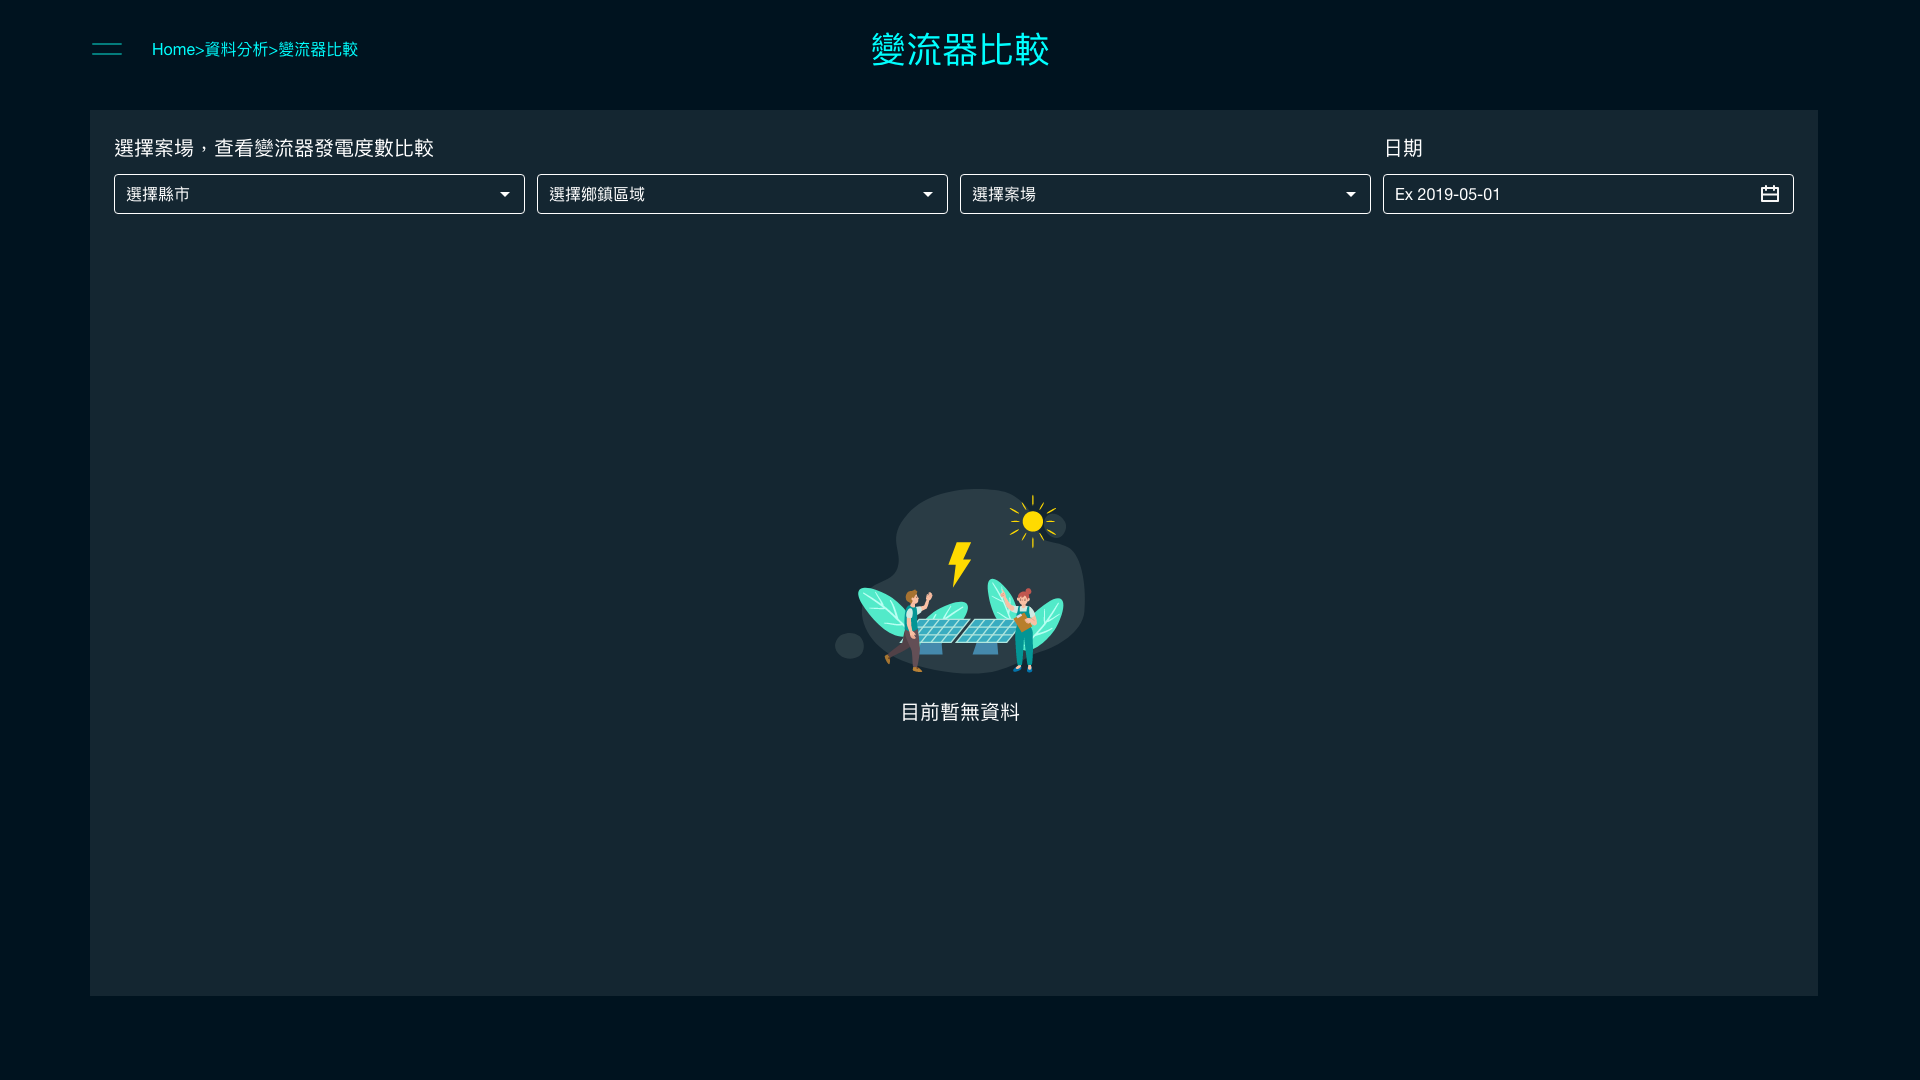 Home>資料分析>變流器比較
變流器比較
選擇案場，查看變流器發電度數比較
日期
選擇縣市
選擇鄉鎮區域
選擇案場
Ex 2019-05-01
目前暫無資料